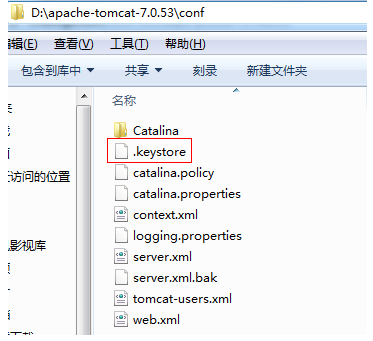 D:\apache-tomcat-7.0.53\conf
编辑(E) 查看(V) 工具(T) 帮助(H)
包含到库中 共享 刻录 新建文件夹
名称
Catalina
.keystore
catalina.policy
catalina.properties
context.xml
logging.properties
server.xml
server.xml.bak
tomcat-users.xml
web.xml
访问的位置
影视库